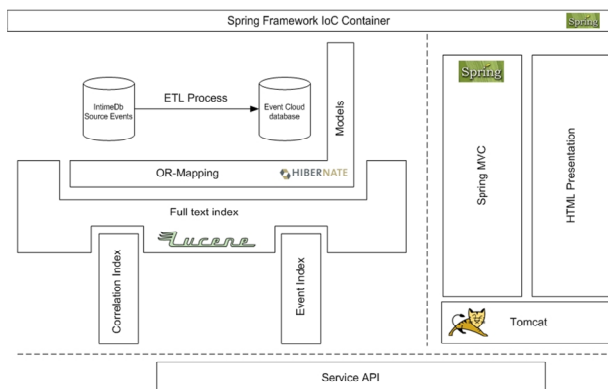 Spring Framework IoC Container
Spring
IntimeDb
Source Events
ETL Process
Event Cloud
database
Models
OR-Mapping
HIBERNATE
Full text index
Lucene
Correlation Index
Event Index
Spring
Spring MVC
HTML Presentation
Tomcat
Service API